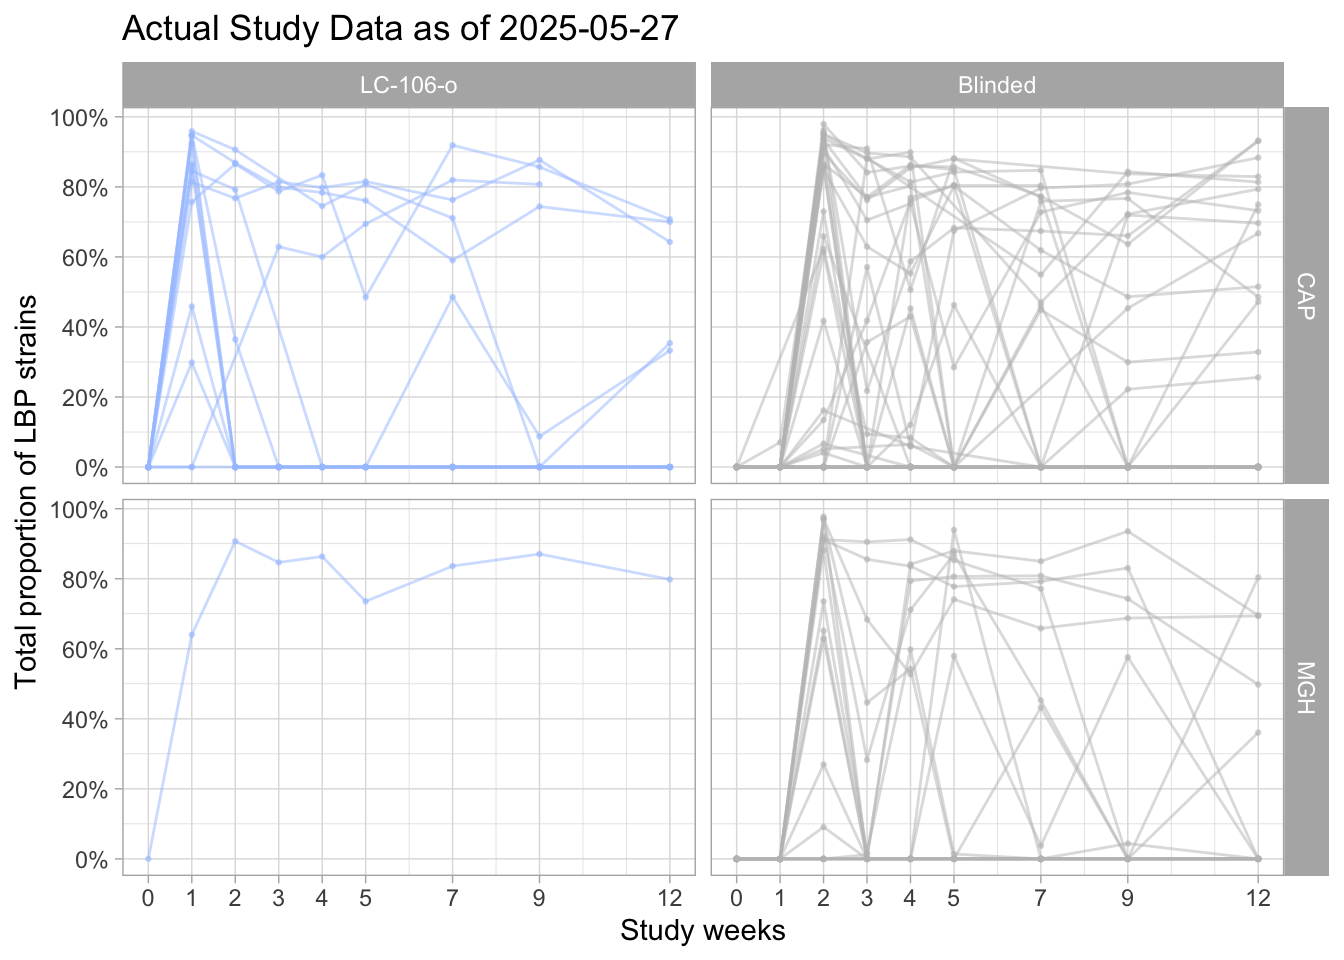 Actual Study Data as of 2025-05-27
LC-106-o
Blinded
Total proportion of LBP strains
100%
80%
60%
40%
20%
0%
CAP
100%
80%
60%
40%
20%
0%
MGH
0 1 2 3 4 5 7 9 12
0 1 2 3 4 5 7 9 12
Study weeks